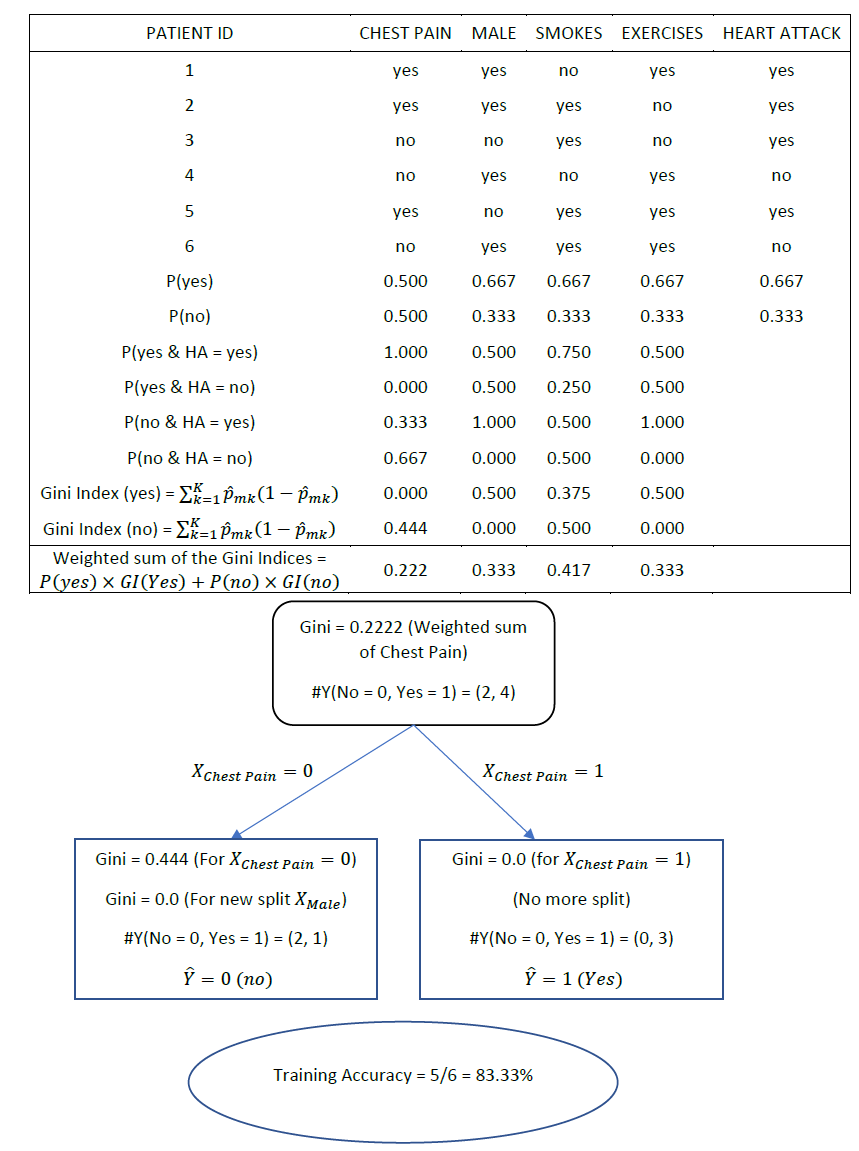 PATIENT ID CHEST PAIN MALE SMOKES EXERCISES HEART ATTACK
1 yes yes no yes yes
2 yes yes yes no yes
3 no no yes no yes
4 no yes no yes no
5 yes no yes yes yes
6 no yes yes yes no
P(yes) 0.500 0.667 0.667 0.667 0.667
P(no) 0.500 0.333 0.333 0.333 0.333
P(yes & HA = yes) 1.000 0.500 0.750 0.500
P(yes & HA = no) 0.000 0.500 0.250 0.500
P(no & HA = yes) 0.333 1.000 0.500 1.000
P(no & HA = no) 0.667 0.000 0.500 0.000
Gini Index (yes) = ∑_{k=1}^{K} p̂_{mk}(1 − p̂_{mk}) 0.000 0.500 0.375 0.500
Gini Index (no) = ∑_{k=1}^{K} p̂_{mk}(1 − p̂_{mk}) 0.444 0.000 0.500 0.000
Weighted sum of the Gini Indices =
P(yes) × GI(Yes) + P(no) × GI(no) 0.222 0.333 0.417 0.333
Gini = 0.2222 (Weighted sum
of Chest Pain)
#Y(No = 0, Yes = 1) = (2, 4)
X_{Chest Pain} = 0
X_{Chest Pain} = 1
Gini = 0.444 (For X_{Chest Pain} = 0)
Gini = 0.0 (For new split X_{Male})
#Y(No = 0, Yes = 1) = (2, 1)
Ŷ = 0 (no)
Gini = 0.0 (for X_{Chest Pain} = 1)
(No more split)
#Y(No = 0, Yes = 1) = (0, 3)
Ŷ = 1 (Yes)
Training Accuracy = 5/6 = 83.33%